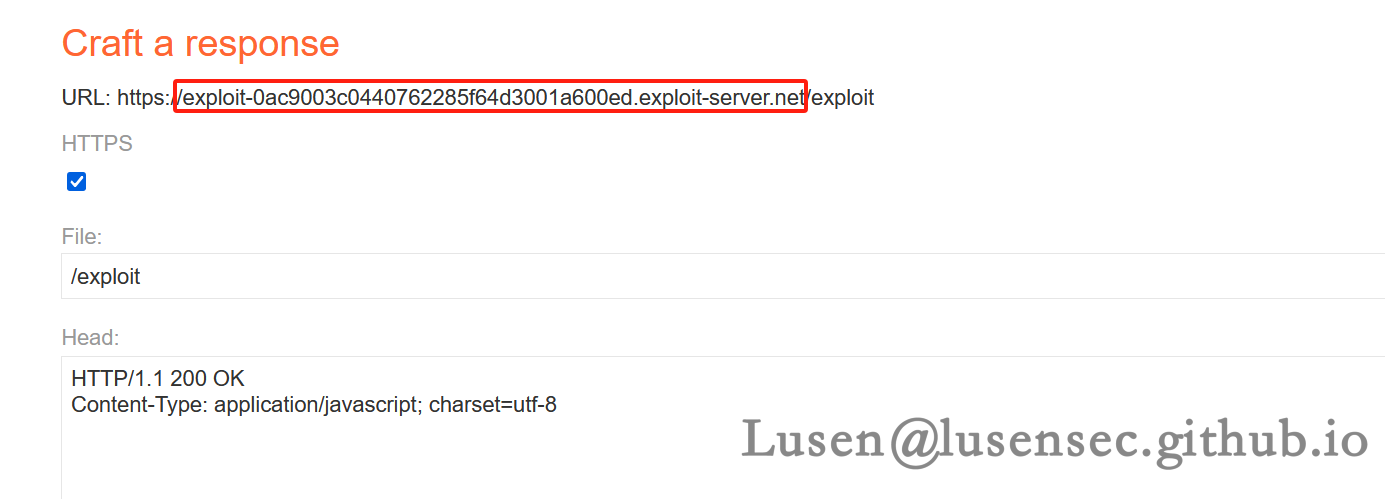 Craft a response
URL: https://exploit-0ac9003c0440762285f64d3001a600ed.exploit-server.net/exploit
HTTPS
File:
/exploit
Head:
HTTP/1.1 200 OK
Content-Type: application/javascript; charset=utf-8
Lusen@lusensec.github.io